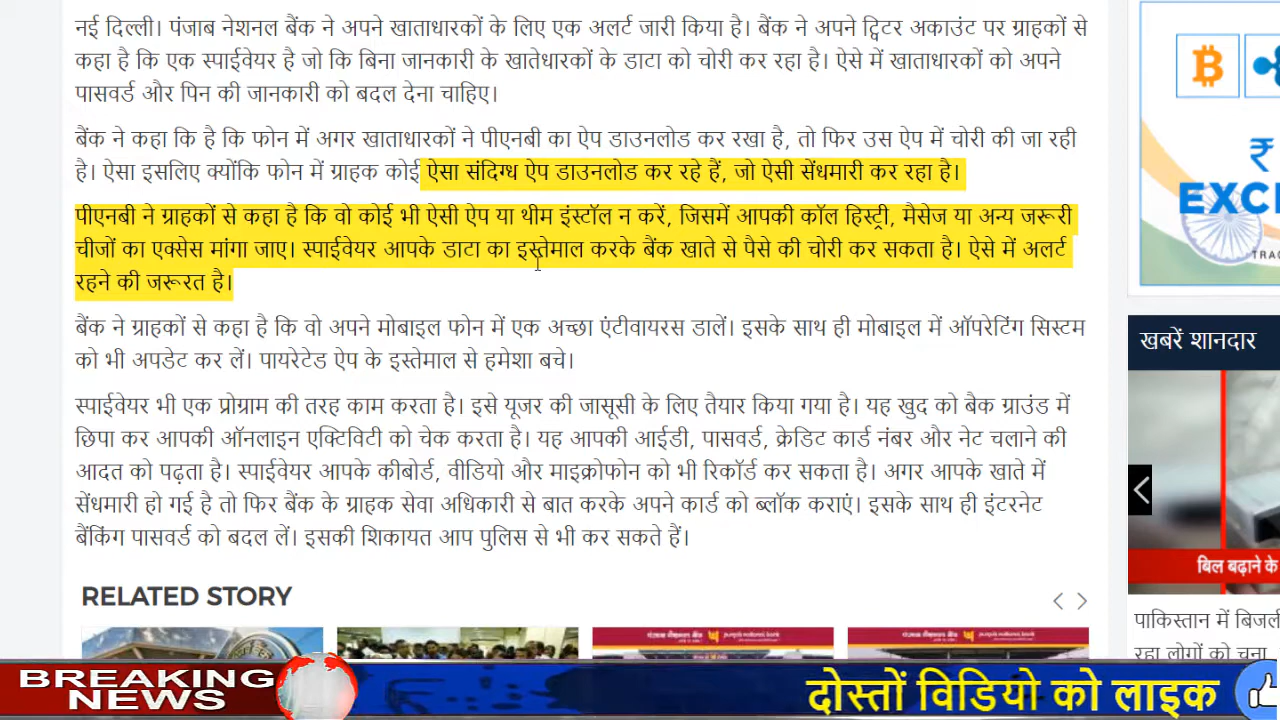 नई दिल्ली। पंजाब नेशनल बैंक ने अपने खाताधारकों के लिए एक अलर्ट जारी किया है। बैंक ने अपने ट्विटर अकाउंट पर ग्राहकों से
कहा है कि एक स्पाईवेयर है जो कि बिना जानकारी के खातेधारकों के डाटा को चोरी कर रहा है। ऐसे में खाताधारकों को अपने
पासवर्ड और पिन की जानकारी को बदल देना चाहिए।
बैंक ने कहा कि है कि फोन में अगर खाताधारकों ने पीएनबी का ऐप डाउनलोड कर रखा है, तो फिर उस ऐप में चोरी की जा रही
है। ऐसा इसलिए क्योंकि फोन में ग्राहक कोई ऐसा संदिग्ध ऐप डाउनलोड कर रहे हैं, जो ऐसी सेंधमारी कर रहा है।
पीएनबी ने ग्राहकों से कहा है कि वो कोई भी ऐसी ऐप या थीम इंस्टॉल न करें, जिसमें आपकी कॉल हिस्ट्री, मैसेज या अन्य जरूरी
चीजों का एक्सेस मांगा जाए। स्पाईवेयर आपके डाटा का इस्तेमाल करके बैंक खाते से पैसे की चोरी कर सकता है। ऐसे में अलर्ट
रहने की जरूरत है।
बैंक ने ग्राहकों से कहा है कि वो अपने मोबाइल फोन में एक अच्छा एंटीवायरस डालें। इसके साथ ही मोबाइल में ऑपरेटिंग सिस्टम
को भी अपडेट कर लें। पायरेटेड ऐप के इस्तेमाल से हमेशा बचे।
स्पाईवेयर भी एक प्रोग्राम की तरह काम करता है। इसे यूजर की जासूसी के लिए तैयार किया गया है। यह खुद को बैक ग्राउंड में
छिपा कर आपकी ऑनलाइन एक्टिविटी को चेक करता है। यह आपकी आईडी, पासवर्ड, क्रेडिट कार्ड नंबर और नेट चलाने की
आदत को पढ़ता है। स्पाईवेयर आपके कीबोर्ड, वीडियो और माइक्रोफोन को भी रिकॉर्ड कर सकता है। अगर आपके खाते में
सेंधमारी हो गई है तो फिर बैंक के ग्राहक सेवा अधिकारी से बात करके अपने कार्ड को ब्लॉक कराएं। इसके साथ ही इंटरनेट
बैंकिंग पासवर्ड को बदल लें। इसकी शिकायत आप पुलिस से भी कर सकते हैं।
RELATED STORY
₹
EXC
TRAC
खबरें शानदार
बिल बढ़ाने के
पाकिस्तान में बिजल
रहा लोगों को चूना
BREAKING
NEWS
दोस्तों विडियो को लाइक